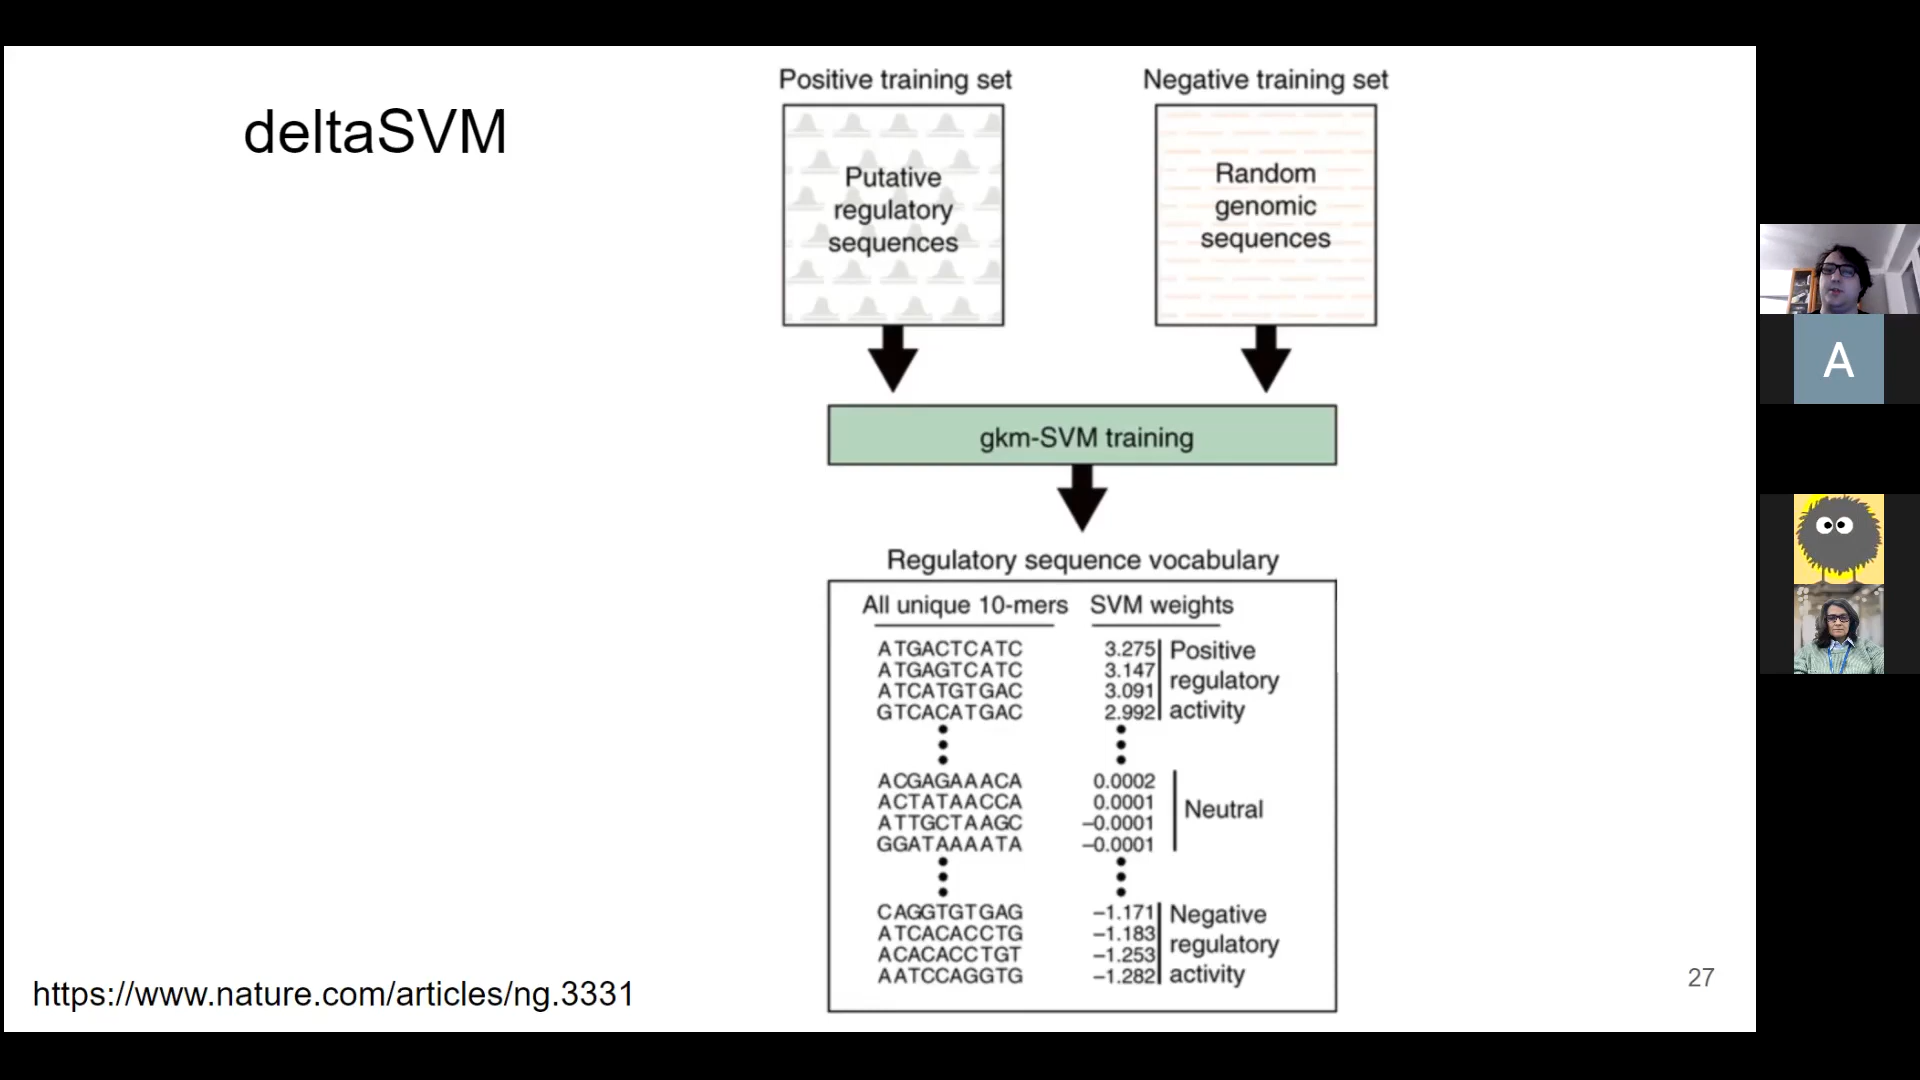 deltaSVM
Positive training set
Negative training set
Putative
regulatory
sequences
Random
genomic
sequences
gkm-SVM training
Regulatory sequence vocabulary
All unique 10-mers SVM weights
ATGACTCATC 3.275
ATGAGTCATC 3.147
ATCATGTGAC 3.091
GTCACATGAC 2.992
Positive
regulatory
activity
ACGAGAAACA 0.0002
ACTATAACCA 0.0001
ATTGCTAAGC –0.0001
GGATAAAATA –0.0001
Neutral
CAGGTGTGAG –1.171
ATCACACCTG –1.183
ACACACCTGT –1.253
AATCCAGGTG –1.282
Negative
regulatory
activity
https://www.nature.com/articles/ng.3331
27
A